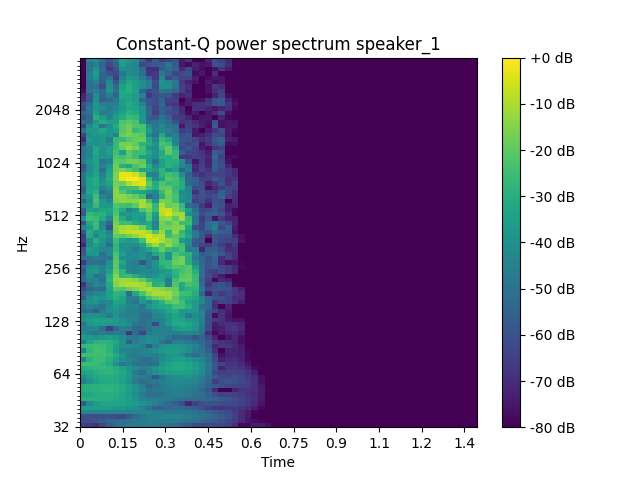 Constant-Q power spectrum speaker_1
Hz
2048
1024
512
256
128
64
32
0 0.15 0.3 0.45 0.6 0.75 0.9 1.1 1.2 1.4
Time
+0 dB
-10 dB
-20 dB
-30 dB
-40 dB
-50 dB
-60 dB
-70 dB
-80 dB